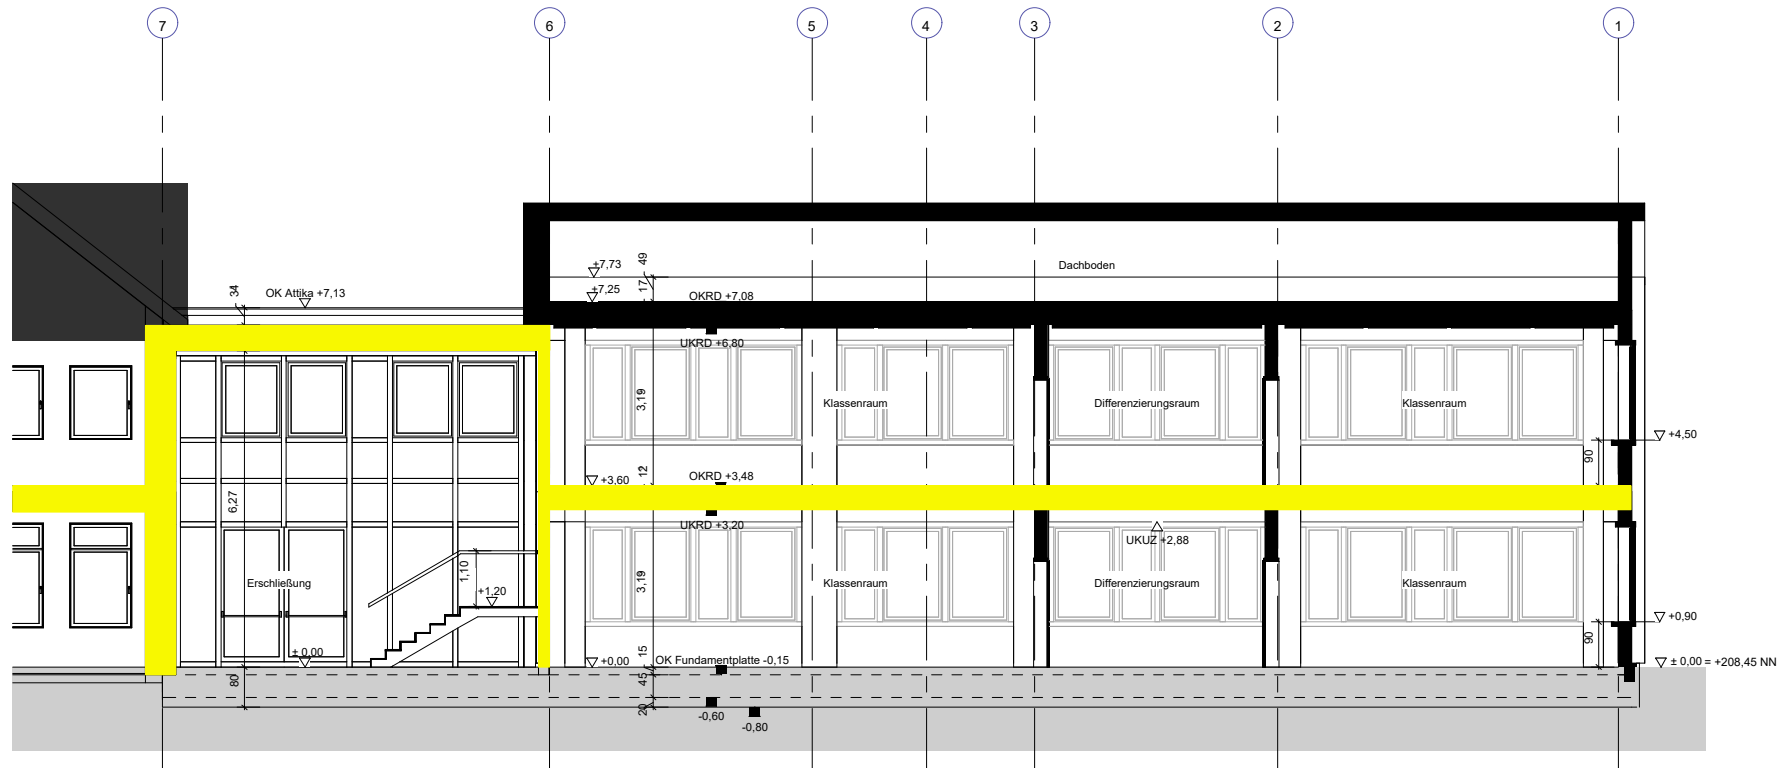 7
6
5
4
3
2
1
+7,73
49
Dachboden
34
OK Attika +7,13
+7,25
17
OKRD +7,08
UKRD +6,80
3,19
Klassenraum
Differenzierungsraum
Klassenraum
+4,50
90
12
+3,60
OKRD +3,48
6,27
UKRD +3,20
UKUZ +2,88
Erschließung
1,10
+1,20
3,19
Klassenraum
Differenzierungsraum
Klassenraum
+0,90
90
± 0,00
+0,00
15
OK Fundamentplatte -0,15
± 0,00 = +208,45 NN
80
45
20
-0,60
-0,80